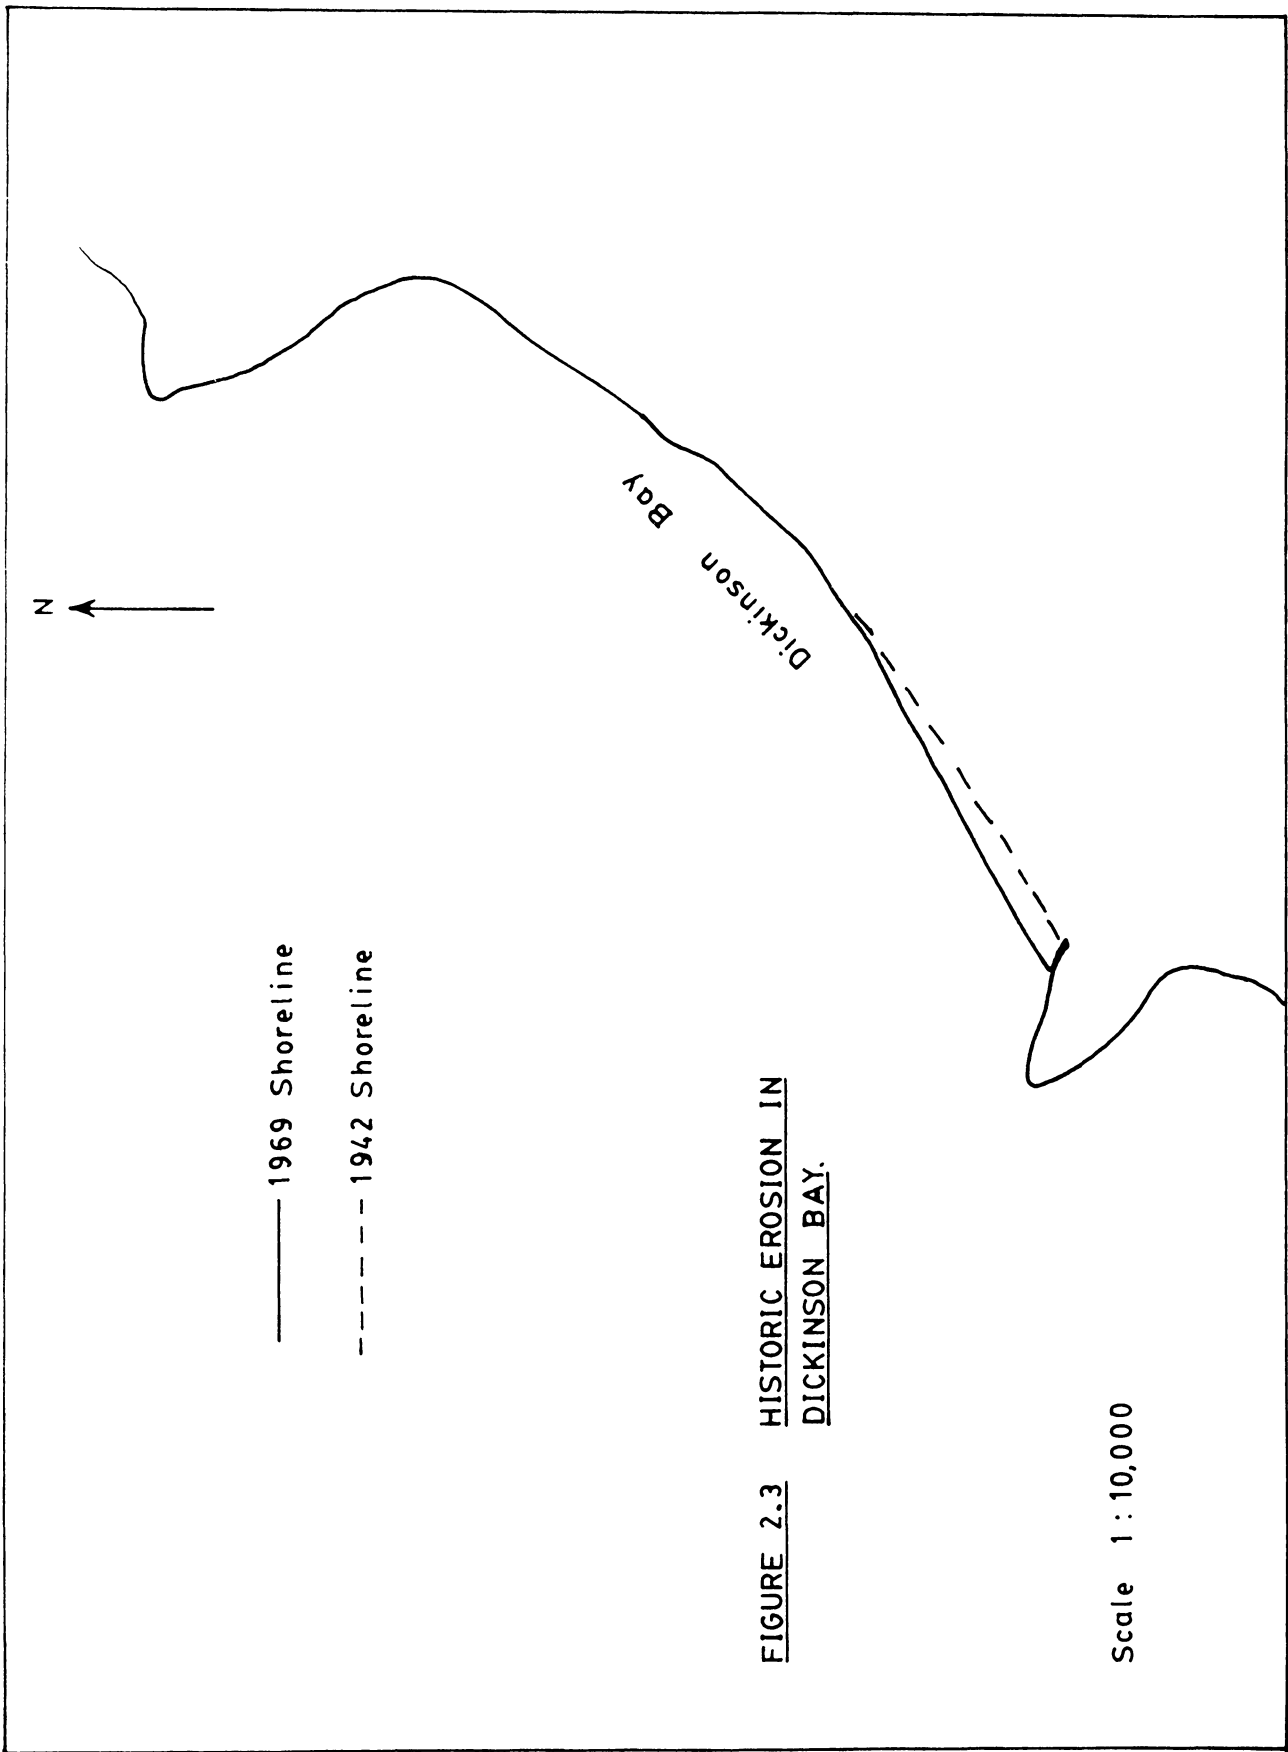 N
1969 Shoreline
1942 Shoreline
Dickinson Bay
FIGURE 2.3 HISTORIC EROSION IN
DICKINSON BAY.
Scale 1:10,000